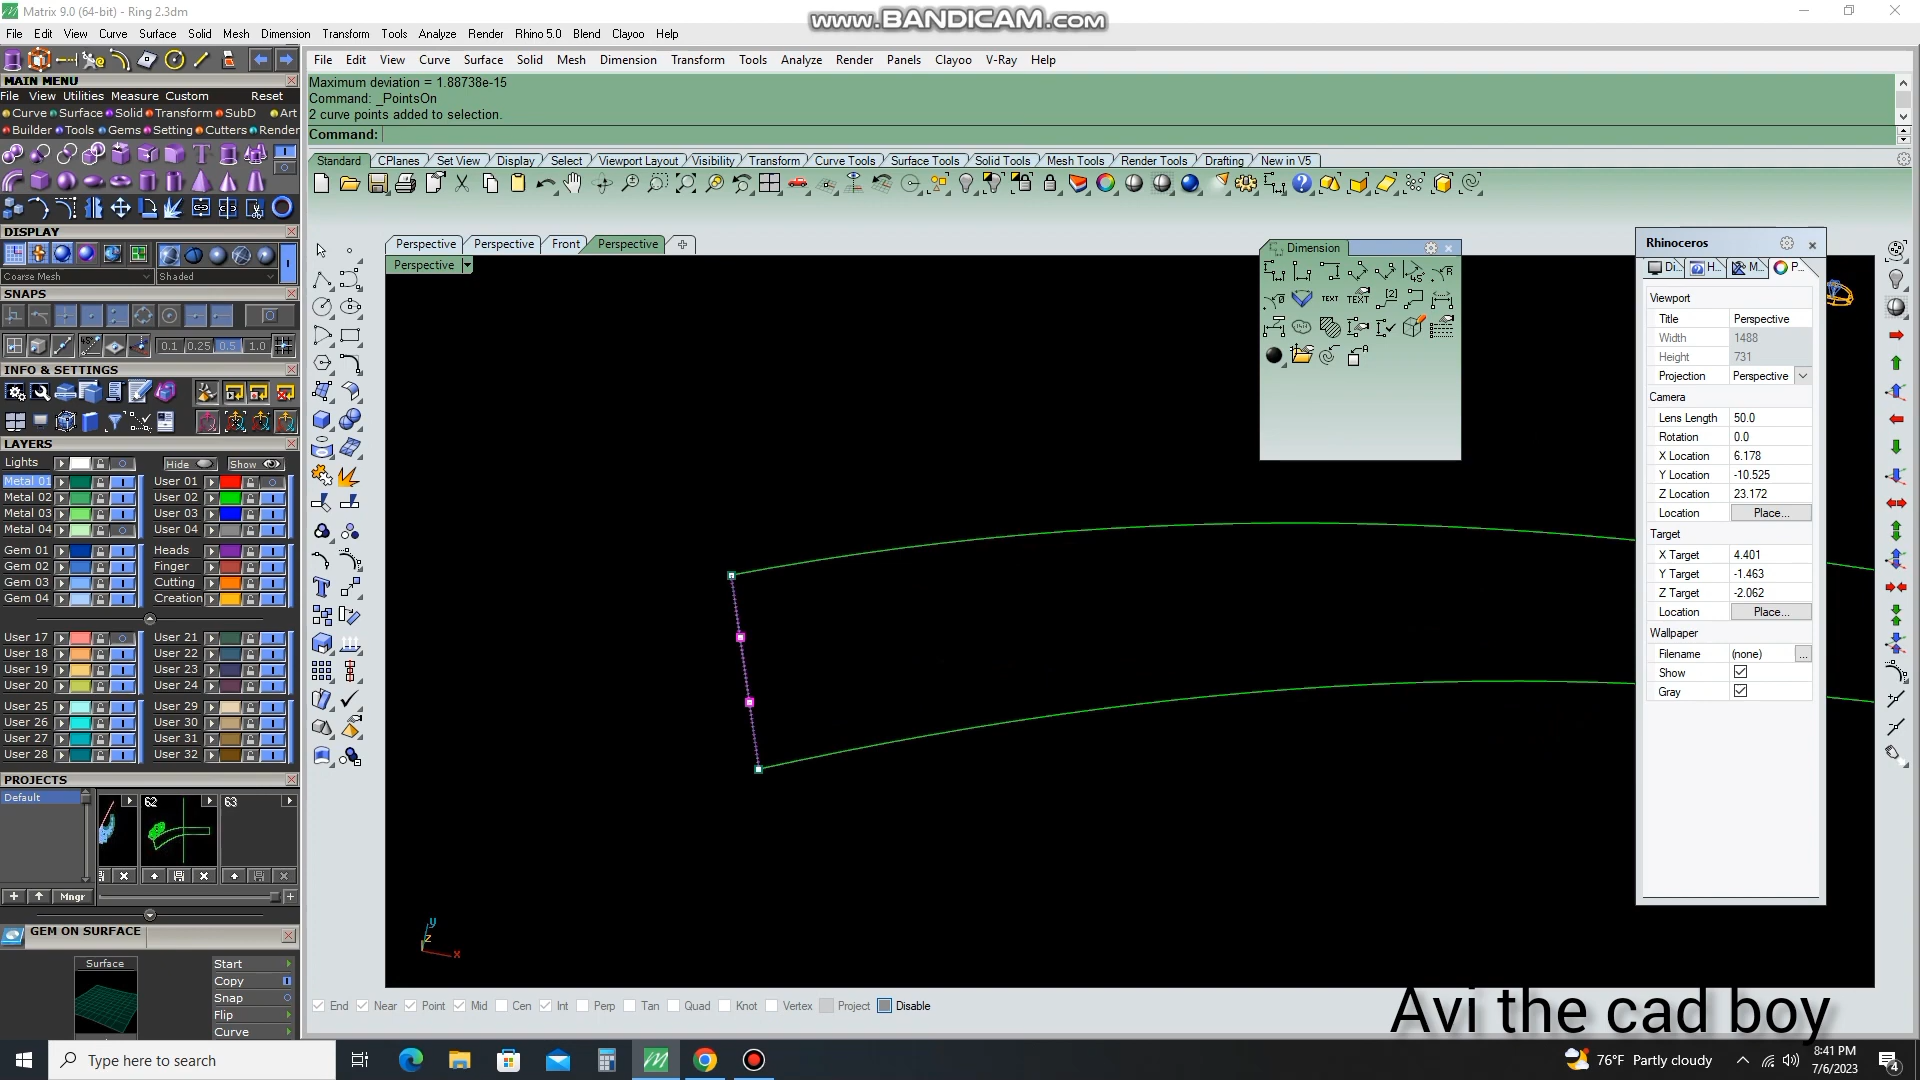 Matrix 9.0 (64-bit) - Ring 2.3dm
www.BANDICAM.com
File Edit View Curve Surface Solid Mesh Dimension Transform Tools Analyze Render Rhino 5.0 Blend Clayoo Help
File Edit View Curve Surface Solid Mesh Dimension Transform Tools Analyze Render Panels Clayoo V-Ray Help
MAIN MENU
File View Utilities Measure Custom Reset
Curve Surface Solid Transform SubD Art
Builder Tools Gems Setting Cutters Render
Maximum deviation = 1.88738e-15
Command: _PointsOn
2 curve points added to selection.
Command:
Standard CPlanes Set View Display Select Viewport Layout Visibility Transform Curve Tools Surface Tools Solid Tools Mesh Tools Render Tools Drafting New in V5
DISPLAY
Coarse Mesh Shaded
SNAPS
0.1 0.25 0.5 1.0
INFO & SETTINGS
LAYERS
Lights Hide Show
Metal 01 User 01
Metal 02 User 02
Metal 03 User 03
Metal 04 User 04
Gem 01 Heads
Gem 02 Finger
Gem 03 Cutting
Gem 04 Creation
User 17 User 21
User 18 User 22
User 19 User 23
User 20 User 24
User 25 User 29
User 26 User 30
User 27 User 31
User 28 User 32
PROJECTS
Default
62 63
Mngr
GEM ON SURFACE
Surface
Start
Copy
Snap
Flip
Curve
Perspective Perspective Front Perspective
Perspective
Dimension
TEXT TEXT
y
z
x
Rhinoceros
Di... H... M... P...
Viewport
Title Perspective
Width 1488
Height 731
Projection Perspective
Camera
Lens Length 50.0
Rotation 0.0
X Location 6.178
Y Location -10.525
Z Location 23.172
Location Place...
Target
X Target 4.401
Y Target -1.463
Z Target -2.062
Location Place...
Wallpaper
Filename (none) ...
Show
Gray
End Near Point Mid Cen Int Perp Tan Quad Knot Vertex Project Disable
Avi the cad boy
Type here to search
76°F Partly cloudy
8:41 PM
7/6/2023
4